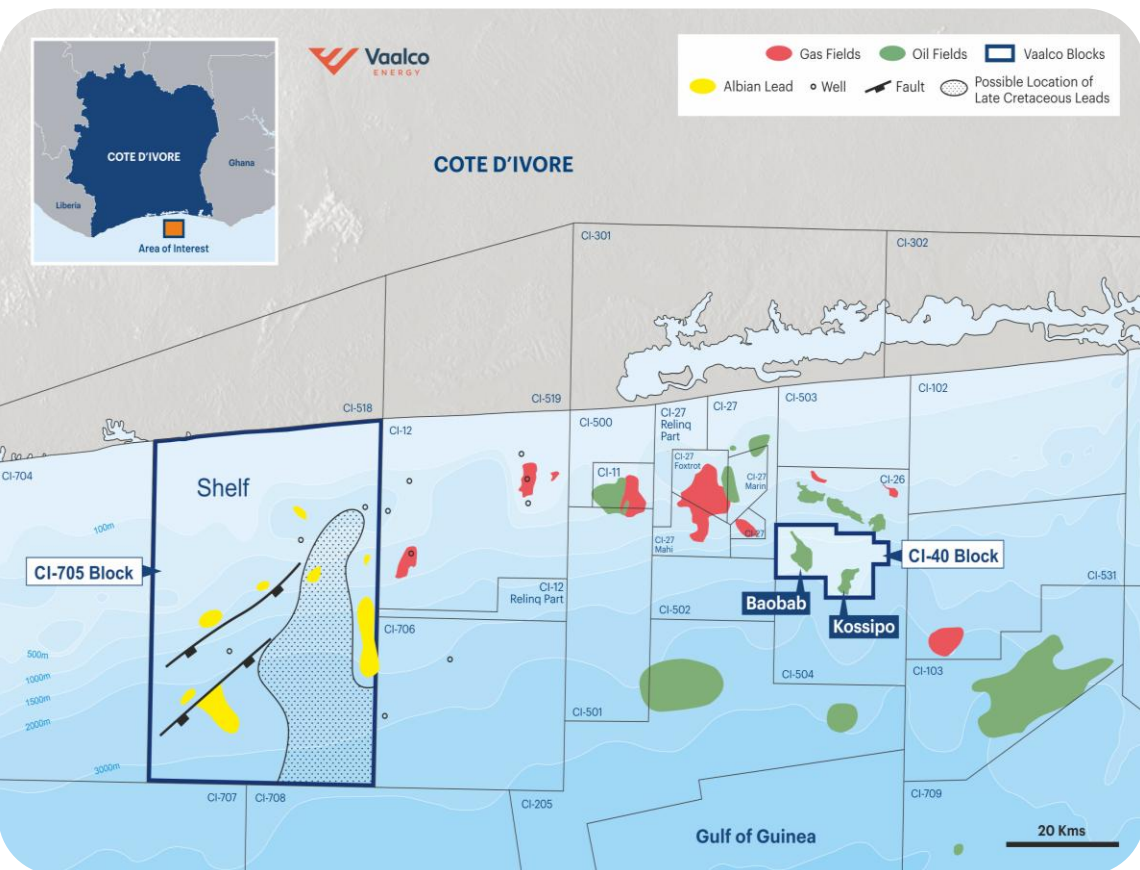 Vaalco
ENERGY
Gas Fields
Oil Fields
Vaalco Blocks
Albian Lead
Well
Fault
Possible Location of
Late Cretaceous Leads
COTE D'IVOIRE
Ghana
Liberia
Area of Interest
COTE D'IVORE
CI-301
CI-302
CI-518
CI-519
CI-12
CI-500
CI-27
Relinq
Part
CI-27
CI-503
CI-102
CI-704
Shelf
CI-11
CI-27
Foxtrot
CI-27
Marin
CI-26
100m
CI-27
Mahi
CI-27
CI-705 Block
CI-40 Block
CI-12
Relinq Part
CI-531
Baobab
Kossipo
CI-706
CI-502
500m
1000m
1500m
2000m
3000m
CI-103
CI-504
CI-501
CI-707
CI-708
CI-205
CI-709
Gulf of Guinea
20 Kms